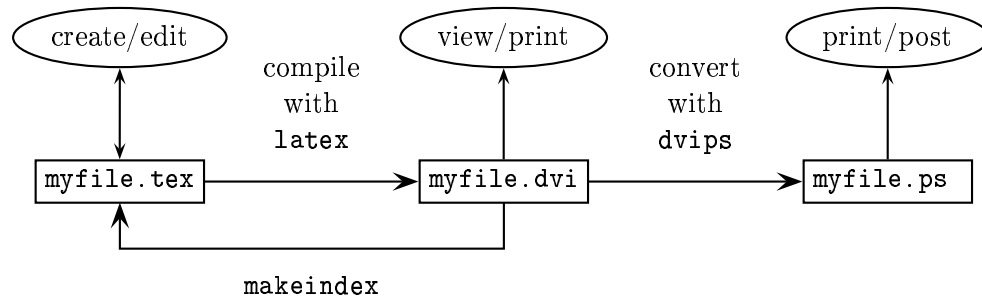 create/edit
view/print
print/post
compile
with
latex
convert
with
dvips
myfile.tex
myfile.dvi
myfile.ps
makeindex